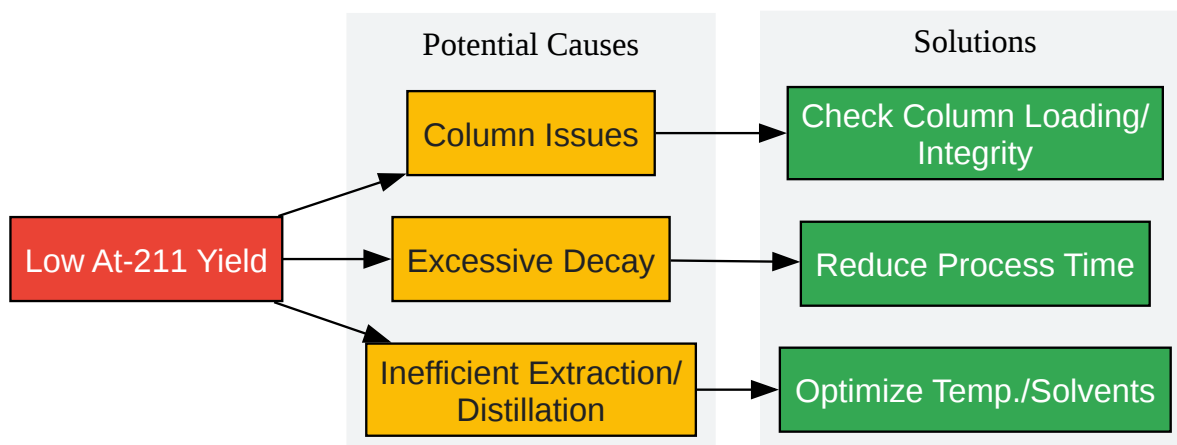 Potential Causes
Solutions
Column Issues
Check Column Loading/
Integrity
Low At-211 Yield
Excessive Decay
Reduce Process Time
Inefficient Extraction/
Distillation
Optimize Temp./Solvents